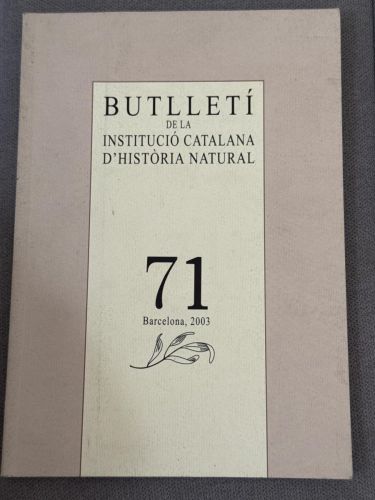 BUTLLETÍ
DE LA
INSTITUCIÓ CATALANA
D'HISTÒRIA NATURAL
71
Barcelona, 2003